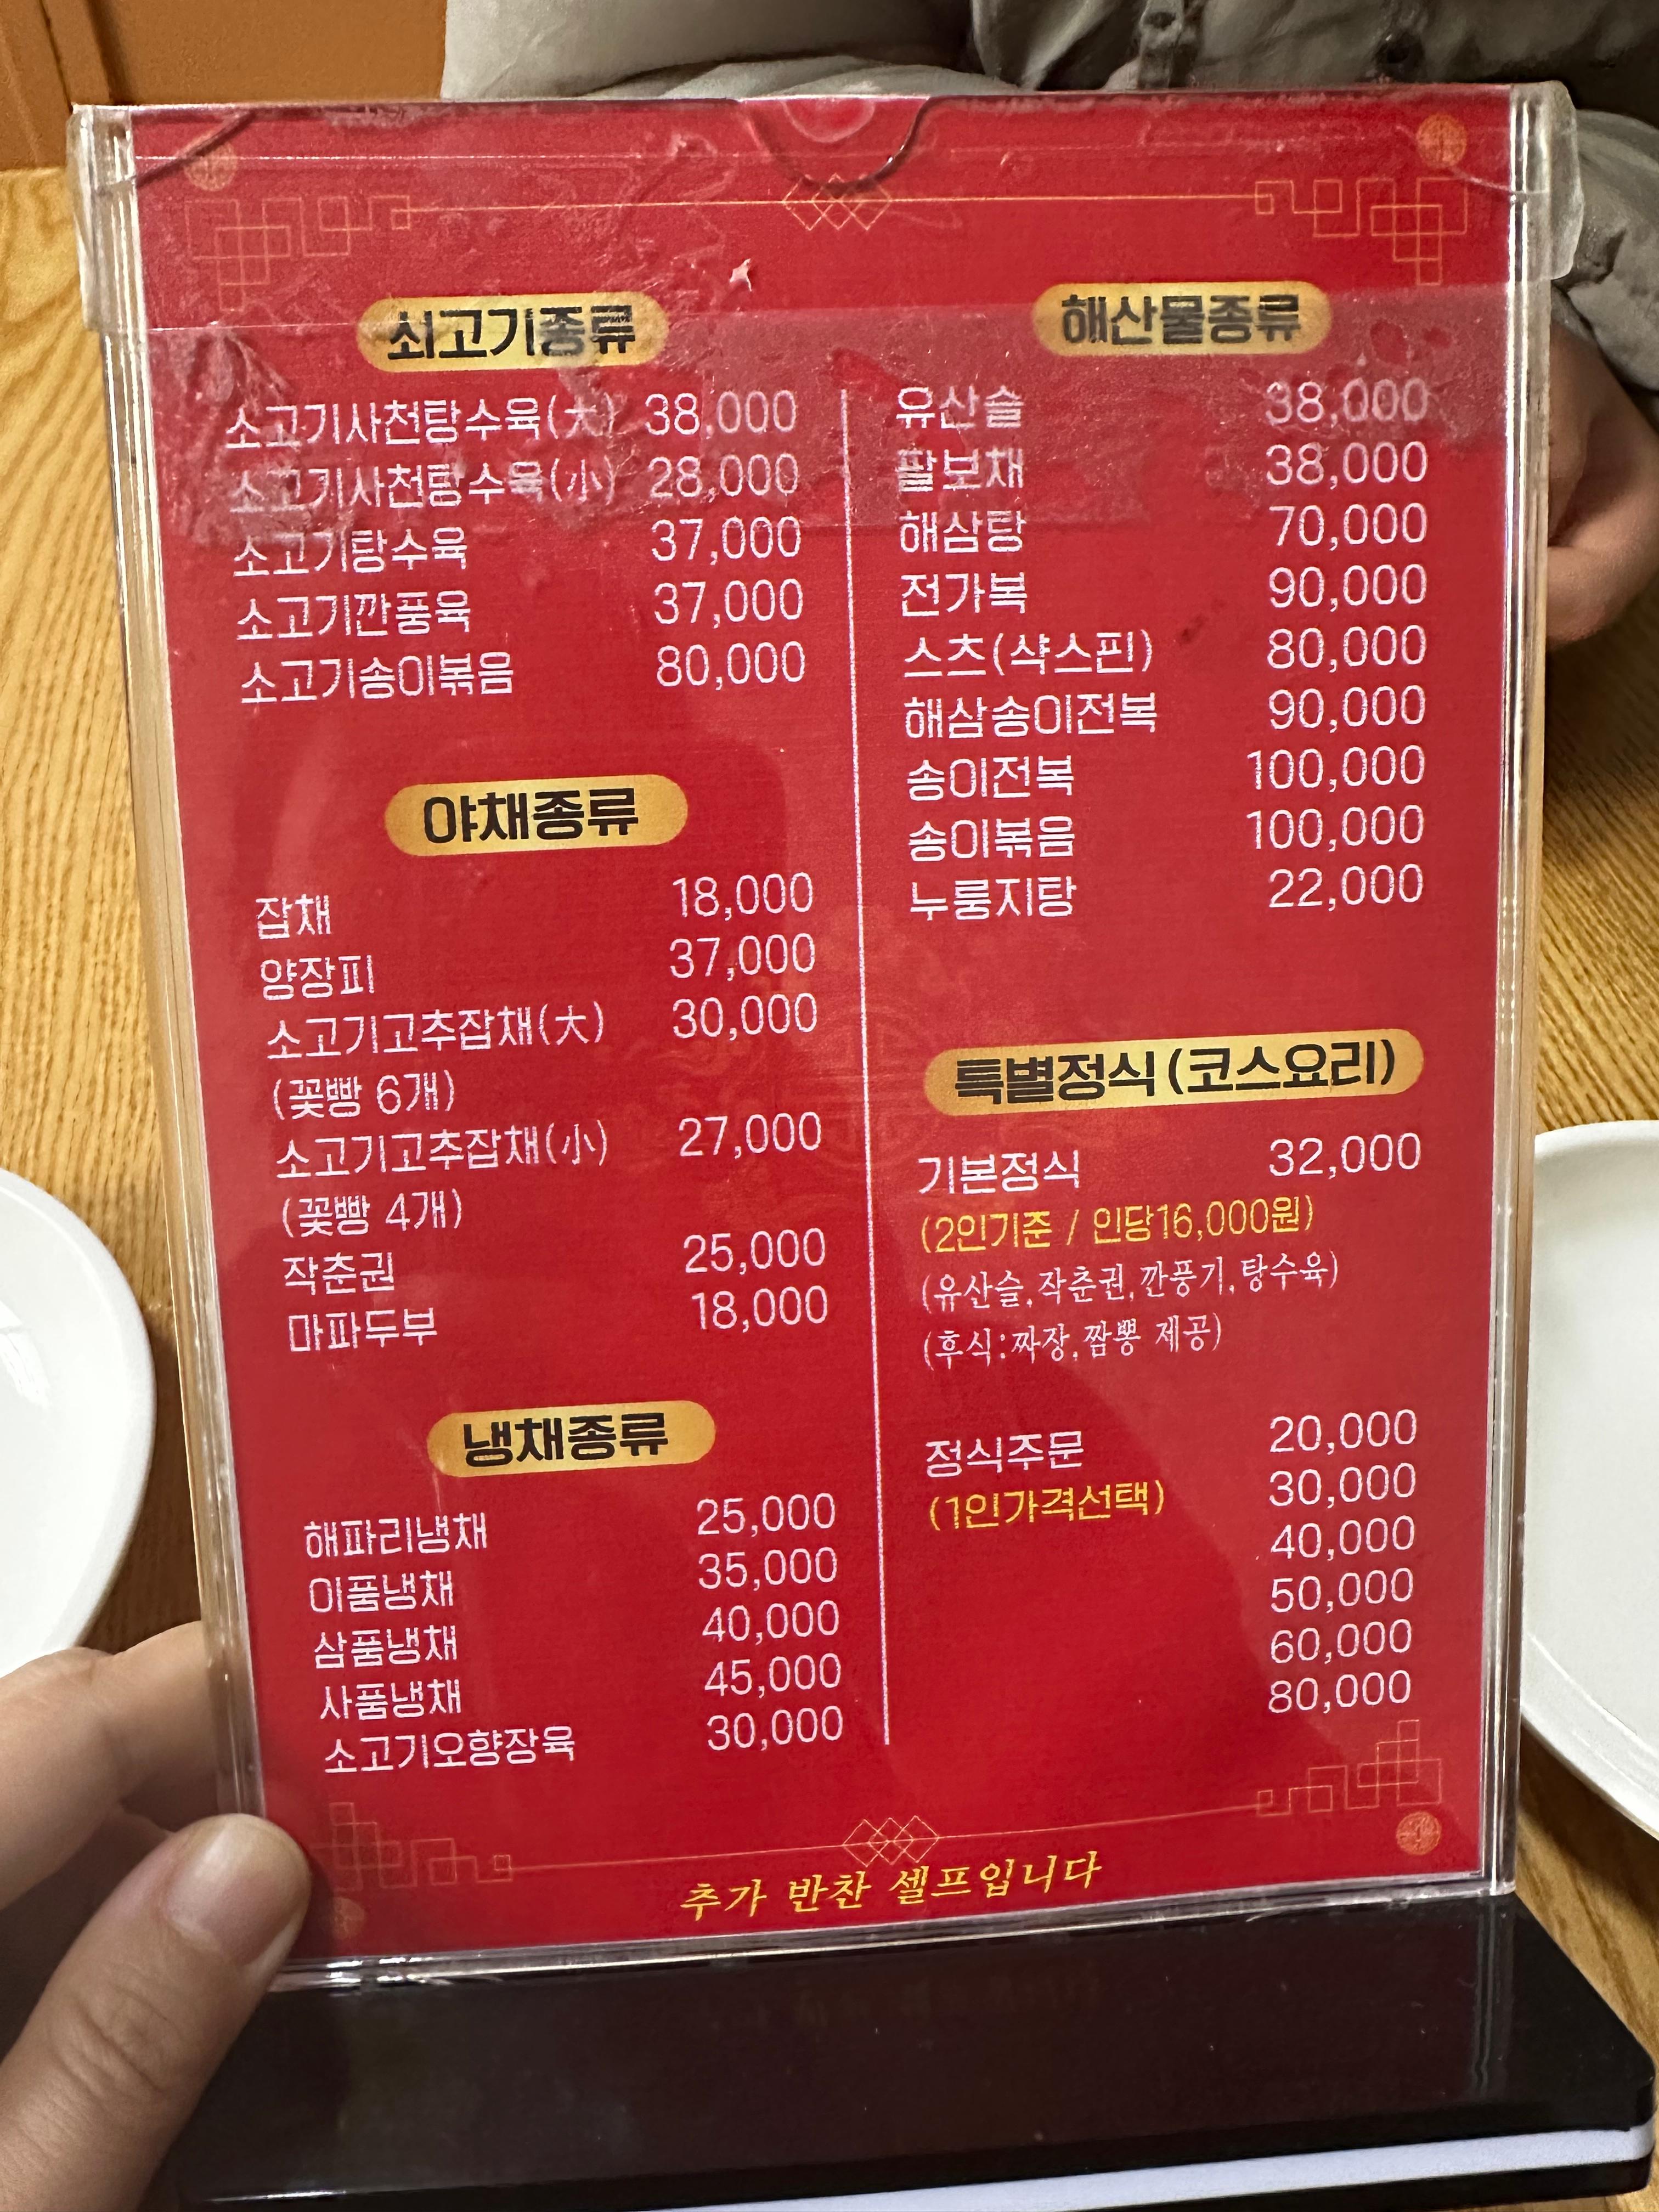 쇠고기종류
소고기사천탕수육(大) 38,000
소고기사천탕수육(小) 28,000
소고기탕수육 37,000
소고기깐풍육 37,000
소고기송이볶음 80,000
야채종류
잡채 18,000
양장피 37,000
소고기고추잡채(大) 30,000
(꽃빵 6개)
소고기고추잡채(小) 27,000
(꽃빵 4개)
작춘권 25,000
마파두부 18,000
냉채종류
해파리냉채 25,000
이품냉채 35,000
삼품냉채 40,000
사품냉채 45,000
소고기오향장육 30,000
해산물종류
유산슬 38,000
팔보채 38,000
해삼탕 70,000
전가복 90,000
스츠(샥스핀) 80,000
해삼송이전복 90,000
송이전복 100,000
송이볶음 100,000
누룽지탕 22,000
특별정식(코스요리)
기본정식 32,000
(2인기준 / 인당16,000원)
(유산슬,작춘권,깐풍기,탕수육)
(후식:짜장,짬뽕 제공)
정식주문 20,000
(1인가격선택) 30,000
40,000
50,000
60,000
80,000
추가 반찬 셀프입니다